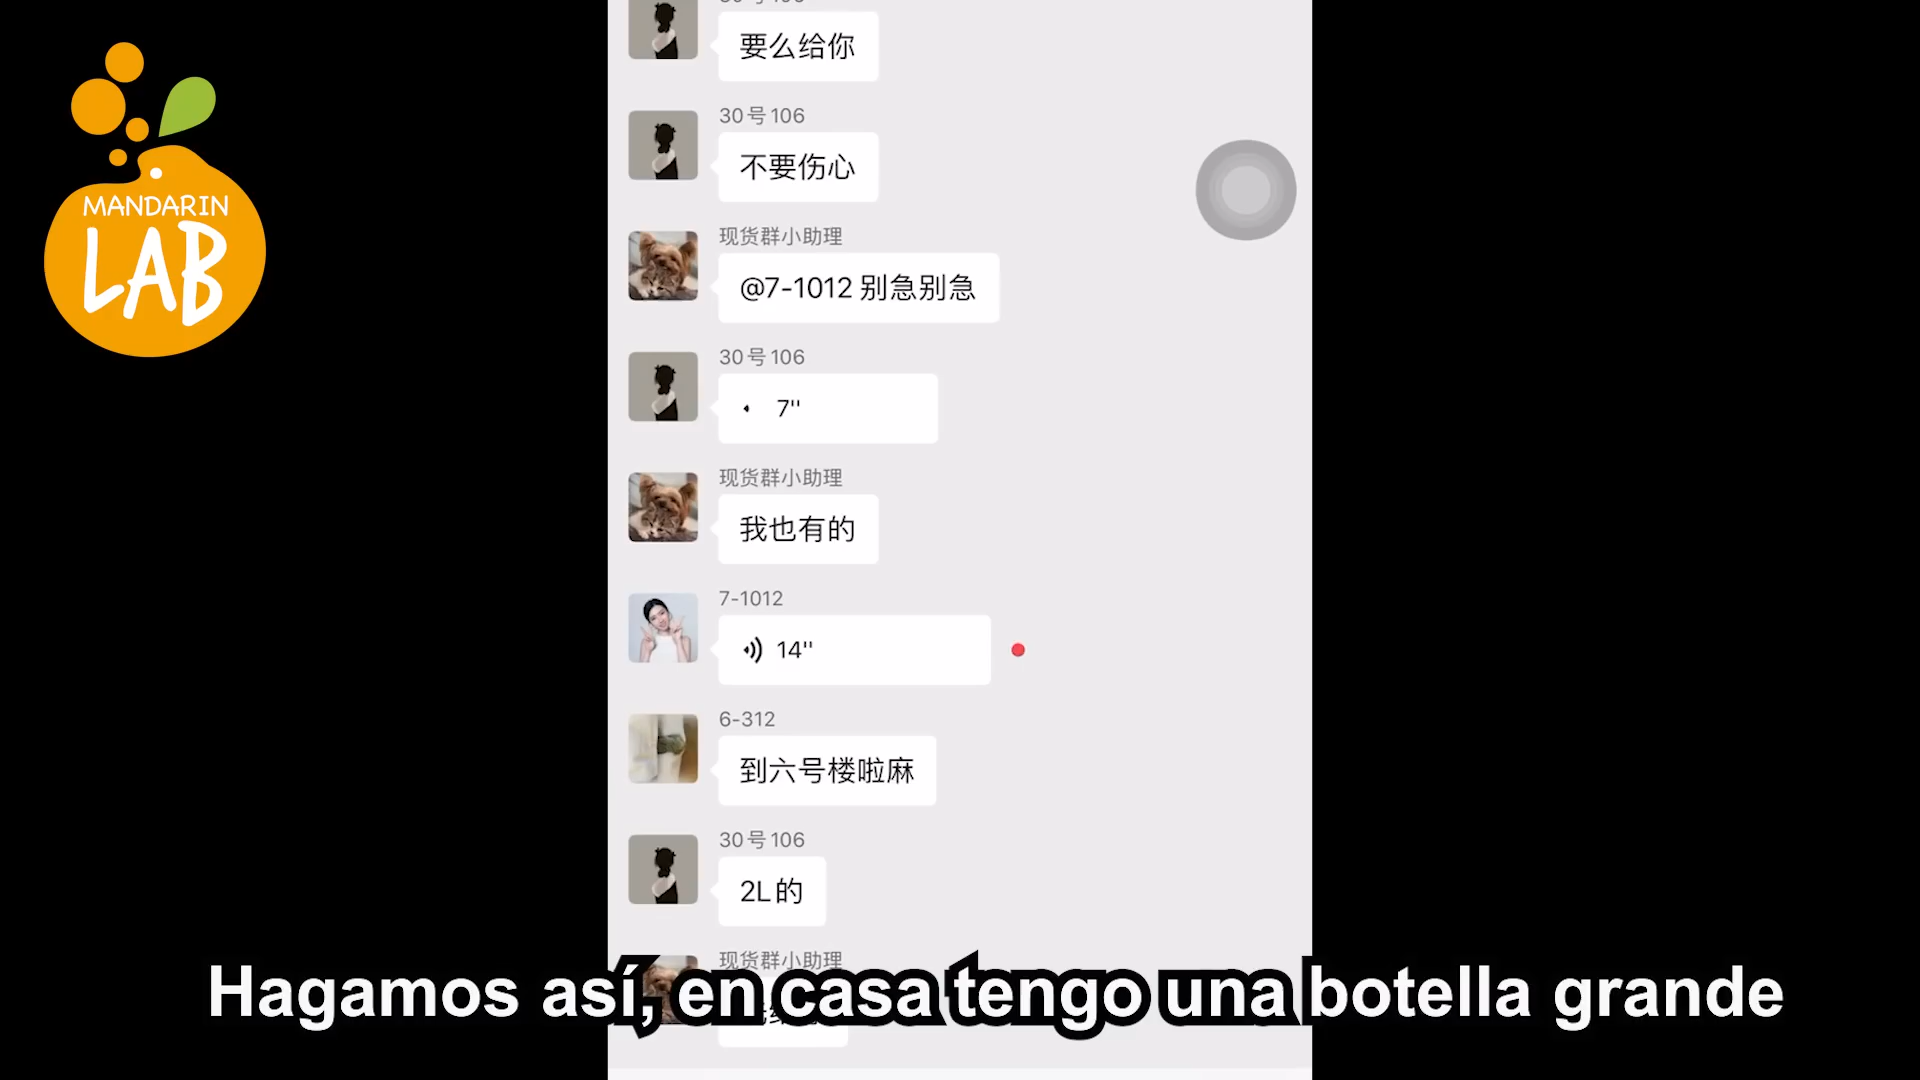 MANDARIN
LAB
要么给你
30号106
不要伤心
现货群小助理
@7-1012 别急别急
30号106
7"
现货群小助理
我也有的
7-1012
14"
6-312
到六号楼啦麻
30号106
2L的
现货群小助理
Hagamos así, en casa tengo una botella grande